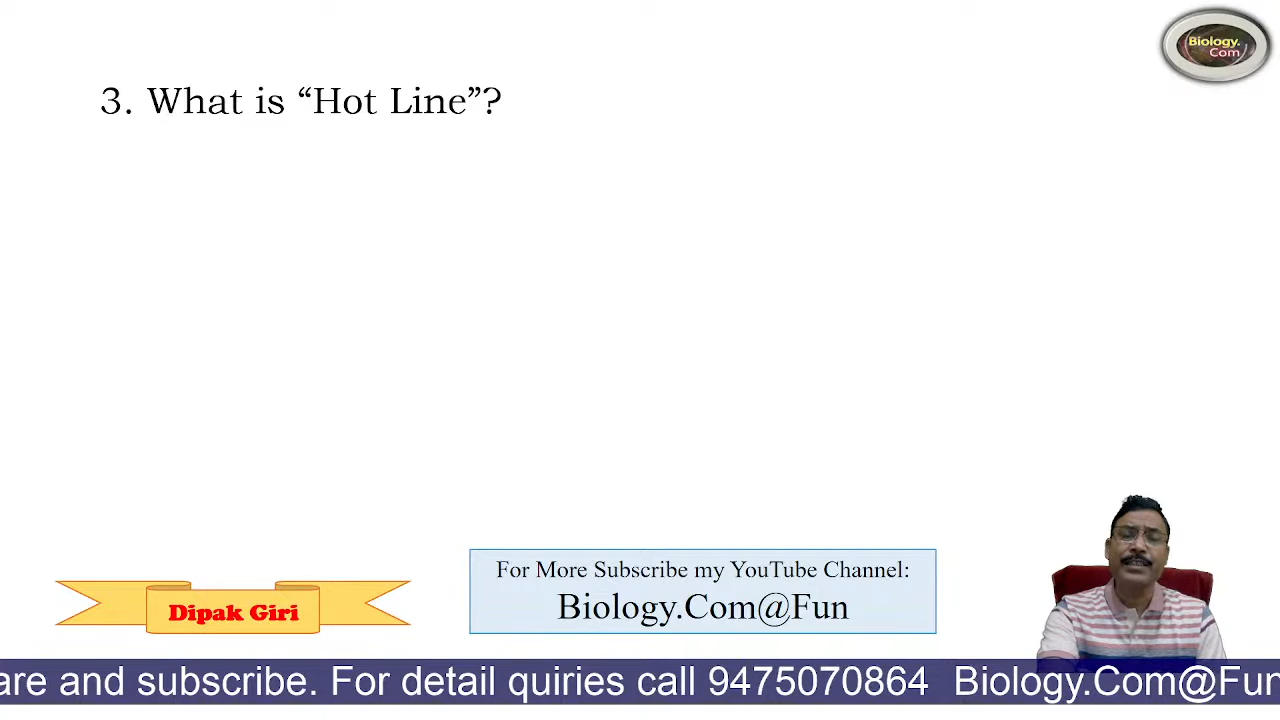 Biology.
Com
3. What is “Hot Line”?
For More Subscribe my YouTube Channel:
Biology.Com@Fun
Dipak Giri
are and subscribe. For detail quiries call 9475070864 Biology.Com@Fun